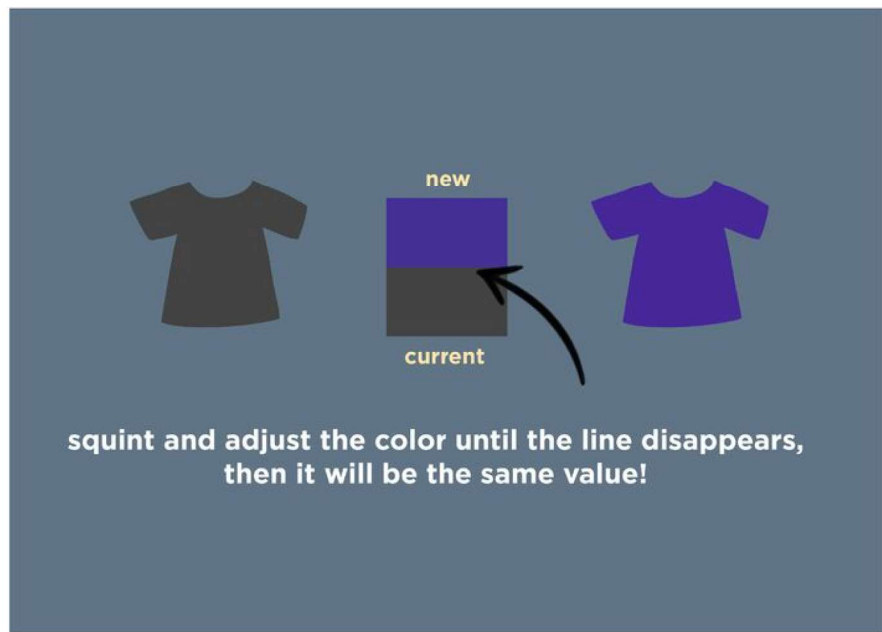 new
current
squint and adjust the color until the line disappears,
then it will be the same value!